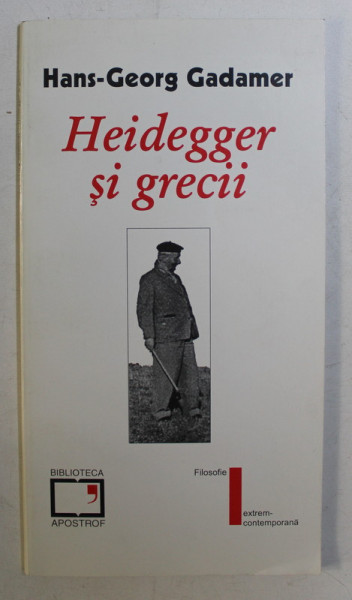 Hans-Georg Gadamer
Heidegger
şi grecii
BIBLIOTECA
APOSTROF
Filosofie
extrem-
contemporană